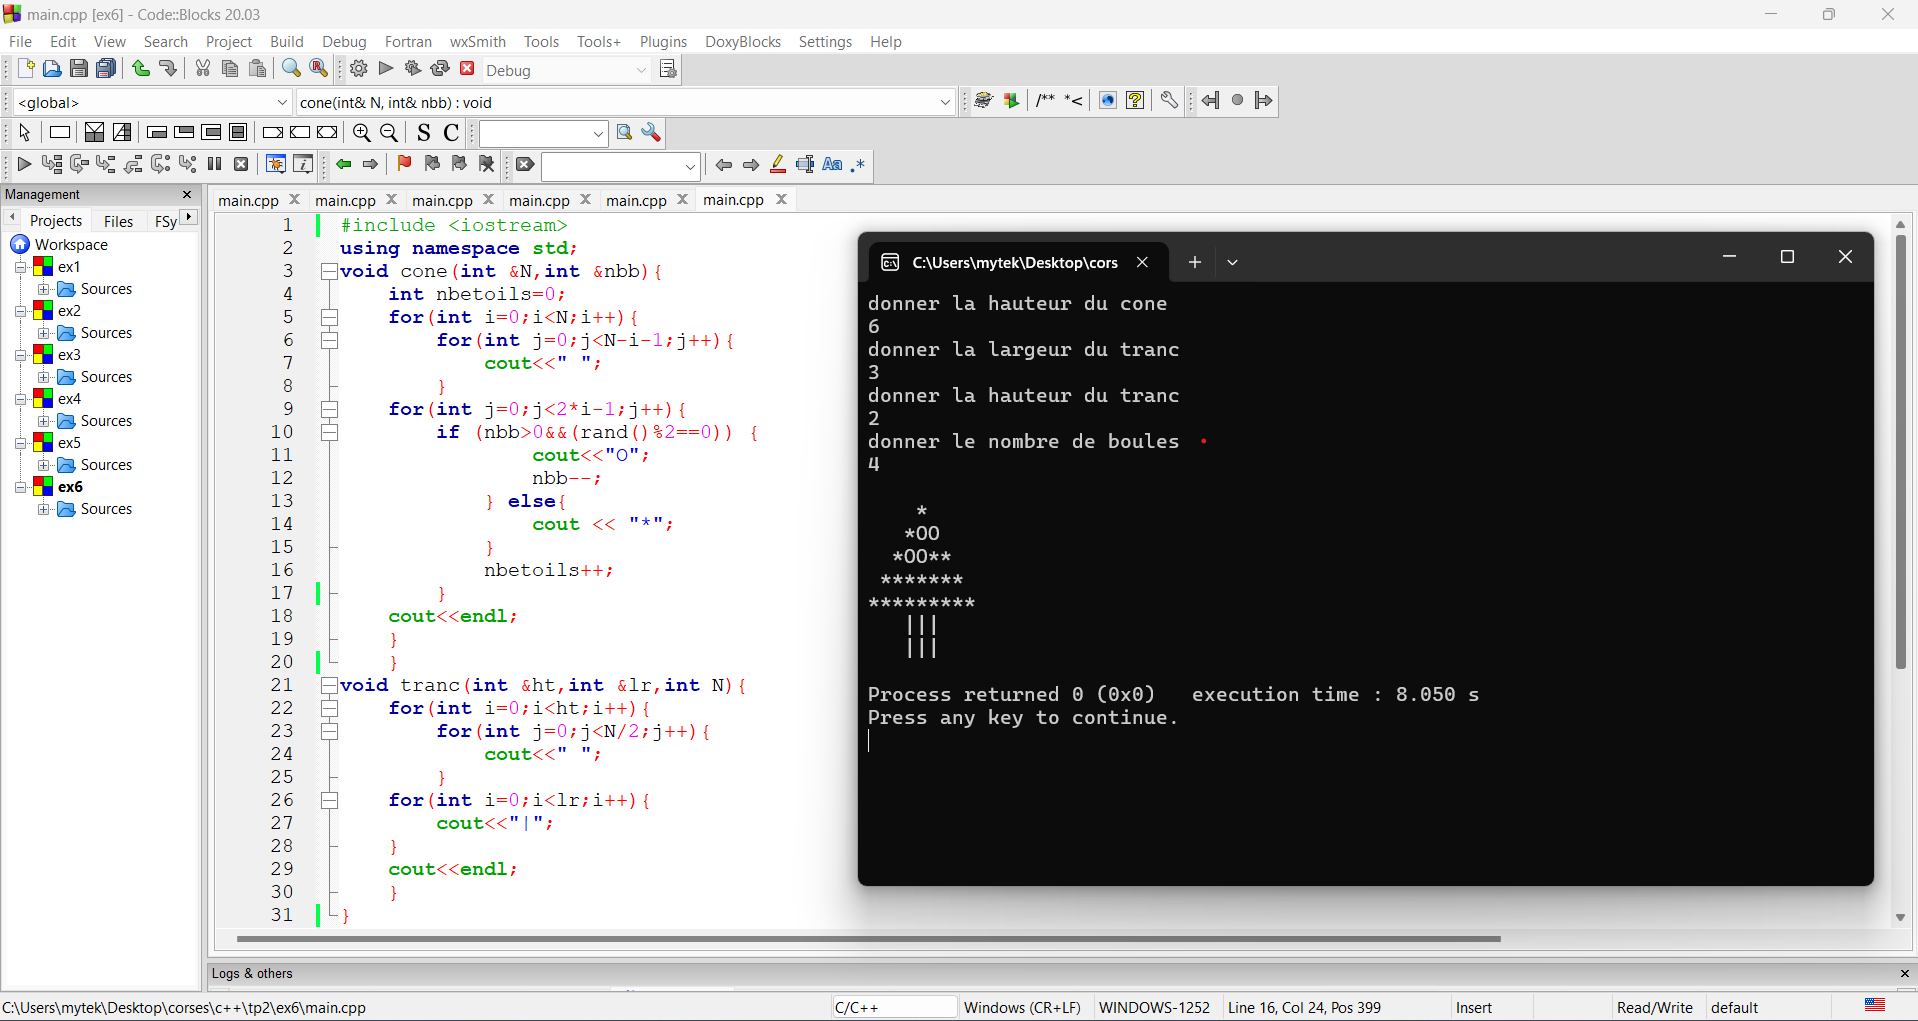 main.cpp [ex6] - Code::Blocks 20.03
File Edit View Search Project Build Debug Fortran wxSmith Tools Tools+ Plugins DoxyBlocks Settings Help
Debug
<global> cone(int& N, int& nbb) : void
/** *<
S C
Aa .*
Management
Projects Files FSy
Workspace
ex1
Sources
ex2
Sources
ex3
Sources
ex4
Sources
ex5
Sources
ex6
Sources
main.cpp main.cpp main.cpp main.cpp main.cpp main.cpp
1 #include <iostream>
2 using namespace std;
3 void cone(int &N,int &nbb){
4     int nbetoils=0;
5     for(int i=0;i<N;i++){
6         for(int j=0;j<N-i-1;j++){
7             cout<<" ";
8         }
9     for(int j=0;j<2*i-1;j++){
10         if (nbb>0&&(rand()%2==0)) {
11                 cout<<"O";
12                 nbb--;
13             } else{
14                 cout << "*";
15             }
16             nbetoils++;
17         }
18     cout<<endl;
19     }
20     }
21 void tranc(int &ht,int &lr,int N){
22     for(int i=0;i<ht;i++){
23         for(int j=0;j<N/2;j++){
24             cout<<" ";
25         }
26     for(int i=0;i<lr;i++){
27         cout<<"|";
28     }
29     cout<<endl;
30     }
31 }
C:\Users\mytek\Desktop\cors
donner la hauteur du cone
6
donner la largeur du tranc
3
donner la hauteur du tranc
2
donner le nombre de boules
4
    *
   *OO
  *OO**
 *******
*********
   |||
   |||
Process returned 0 (0x0)   execution time : 8.050 s
Press any key to continue.
Logs & others
C:\Users\mytek\Desktop\corses\c++\tp2\ex6\main.cpp C/C++ Windows (CR+LF) WINDOWS-1252 Line 16, Col 24, Pos 399 Insert Read/Write default